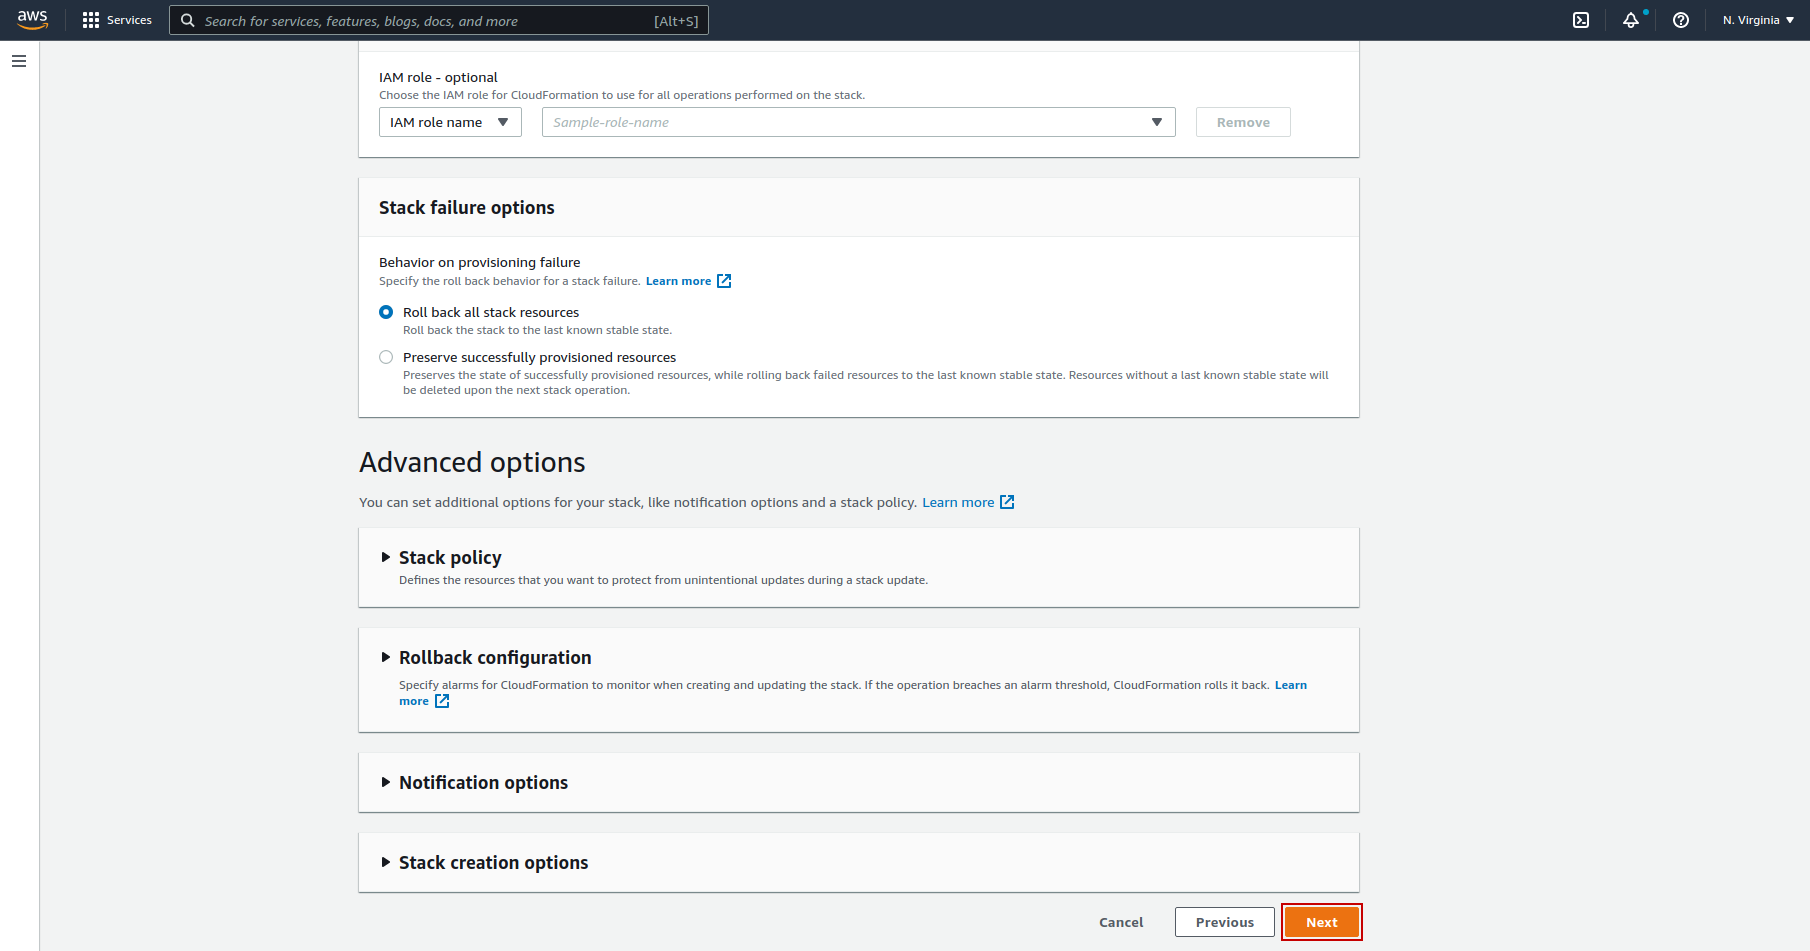 aws
Services
Search for services, features, blogs, docs, and more
[Alt+S]
N. Virginia
IAM role - optional
Choose the IAM role for CloudFormation to use for all operations performed on the stack.
IAM role name
Sample-role-name
Remove
Stack failure options
Behavior on provisioning failure
Specify the roll back behavior for a stack failure. Learn more
Roll back all stack resources
Roll back the stack to the last known stable state.
Preserve successfully provisioned resources
Preserves the state of successfully provisioned resources, while rolling back failed resources to the last known stable state. Resources without a last known stable state will
be deleted upon the next stack operation.
Advanced options
You can set additional options for your stack, like notification options and a stack policy. Learn more
Stack policy
Defines the resources that you want to protect from unintentional updates during a stack update.
Rollback configuration
Specify alarms for CloudFormation to monitor when creating and updating the stack. If the operation breaches an alarm threshold, CloudFormation rolls it back. Learn
more
Notification options
Stack creation options
Cancel
Previous
Next